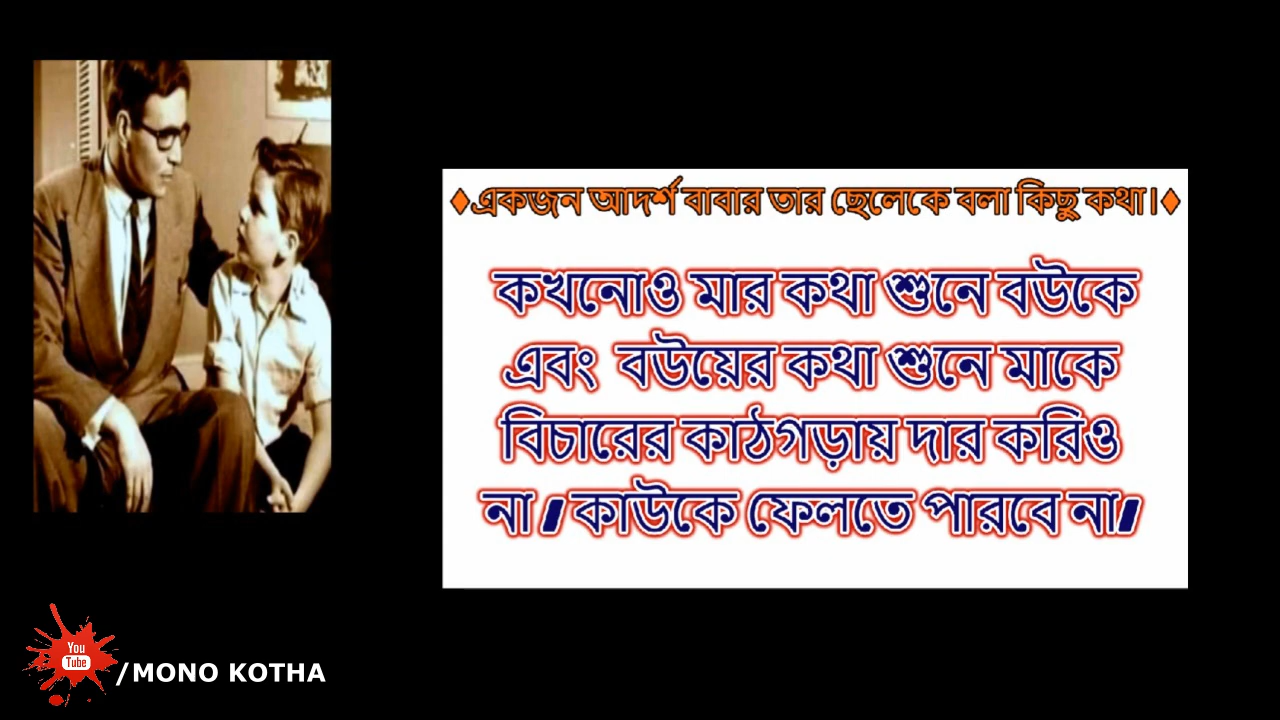 ♦একজন আদর্শ বাবার তার ছেলেকে বলা কিছু কথা।♦
কখনোও মার কথা শুনে বউকে
এবং বউয়ের কথা শুনে মাকে
বিচারের কাঠগড়ায় দার করিও
না। কাউকে ফেলতে পারবে না।
You
Tube
/MONO KOTHA